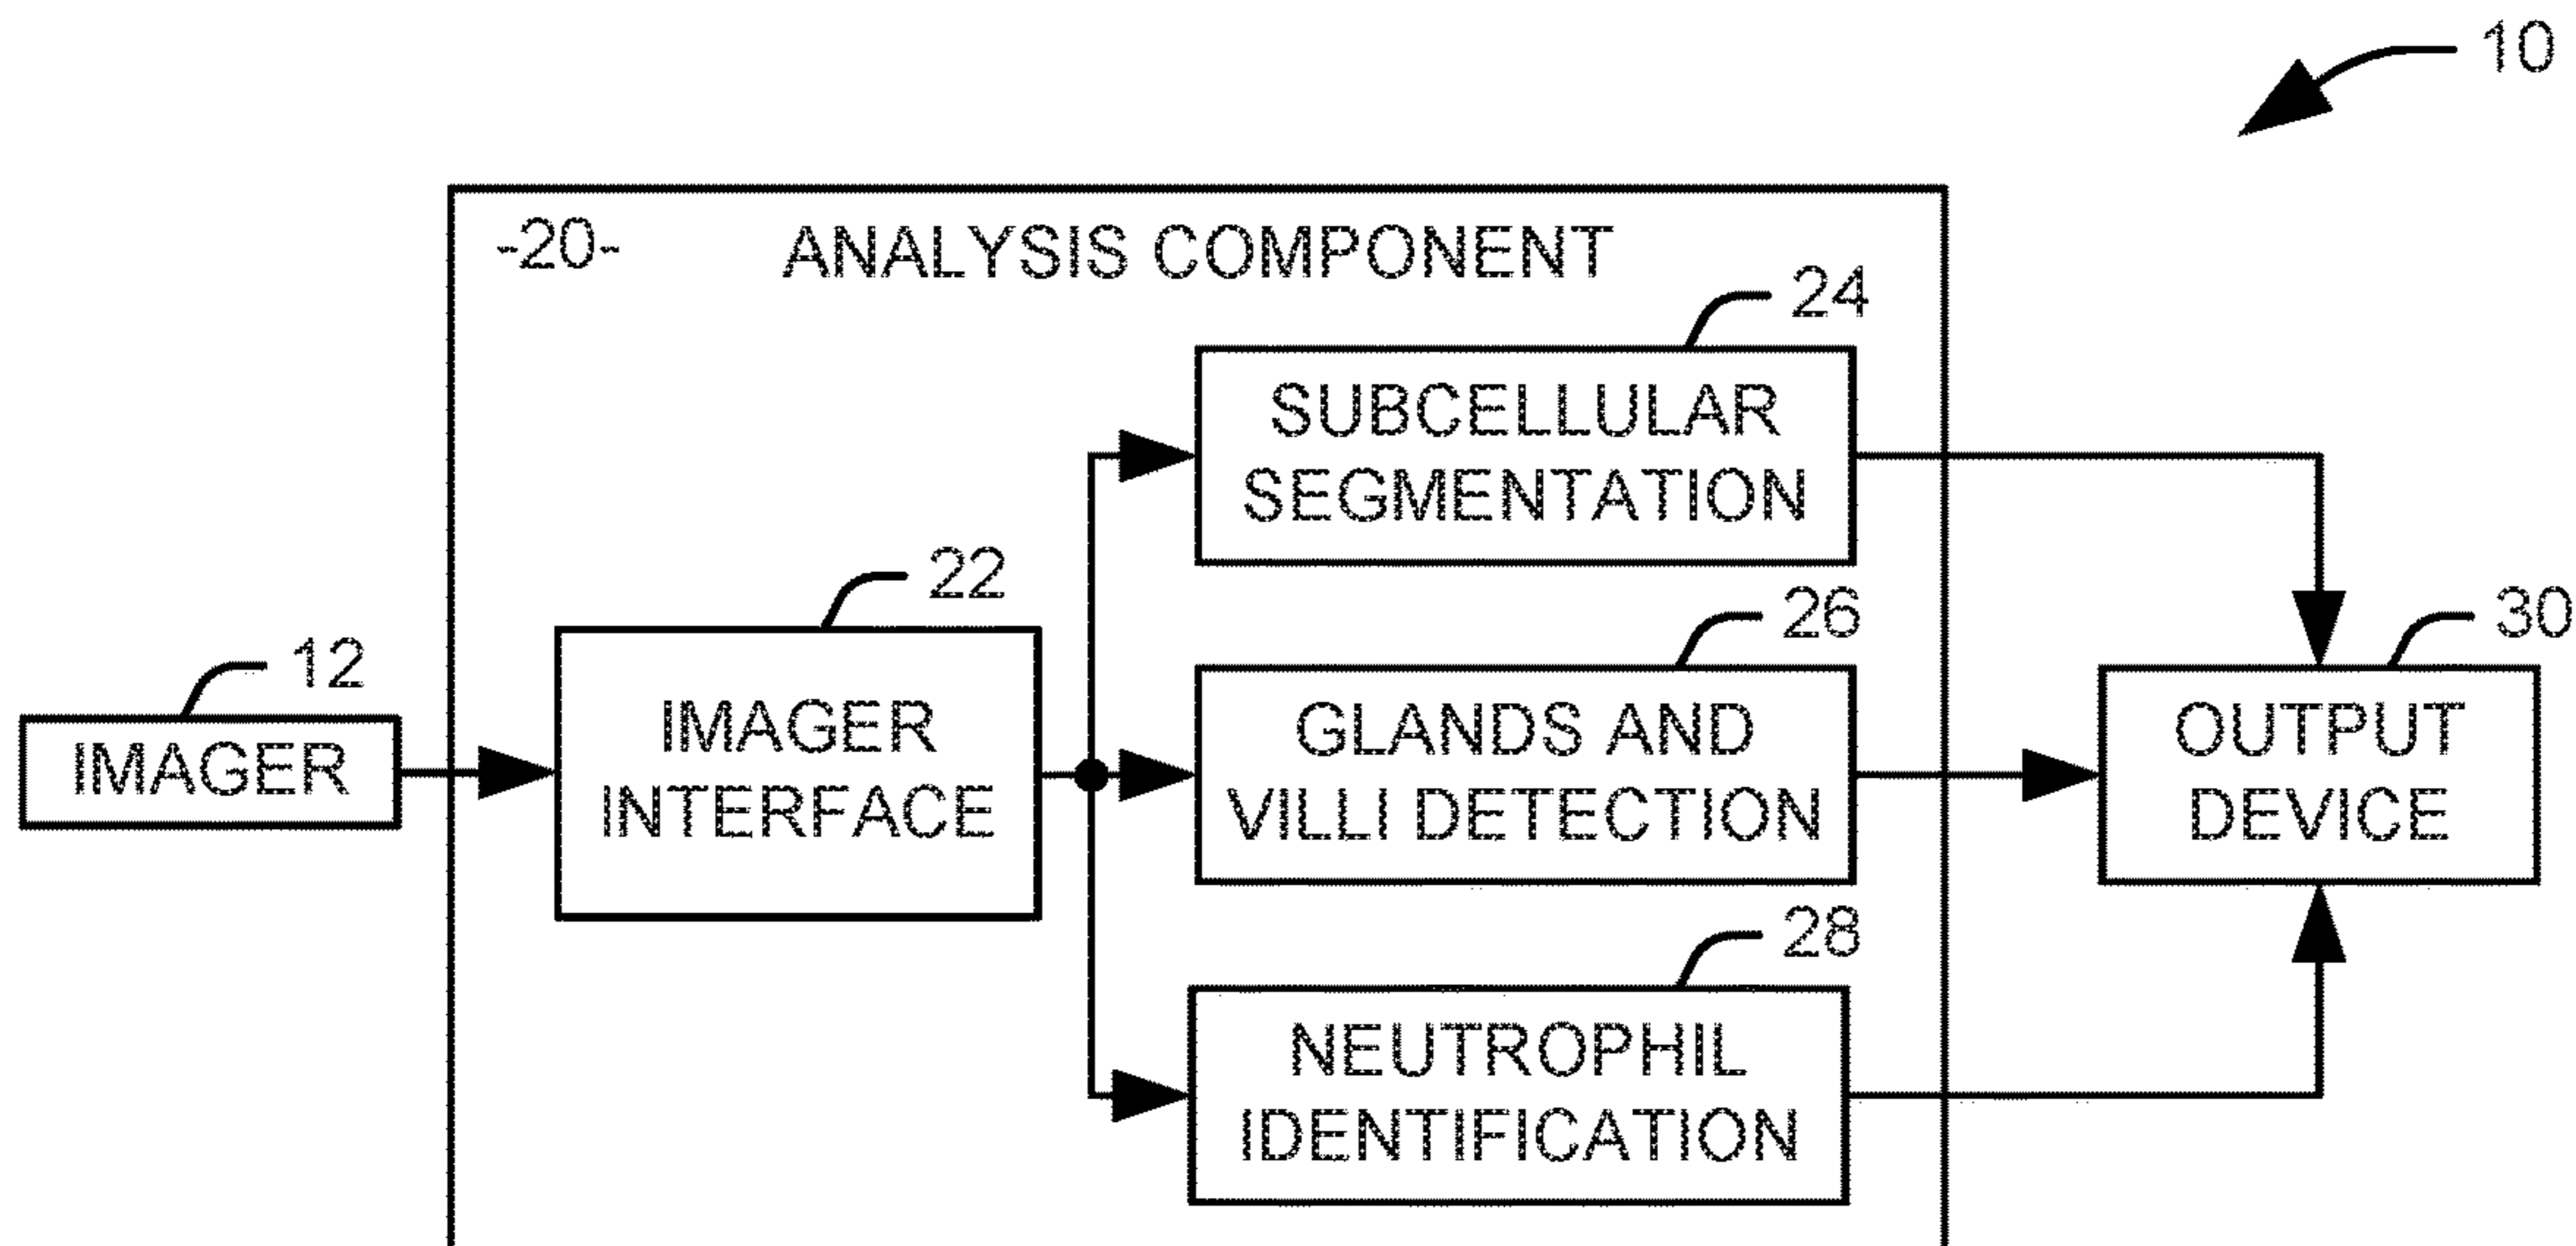 10
-20-
ANALYSIS COMPONENT
24
SUBCELLULAR
SEGMENTATION
22
IMAGER
INTERFACE
12
IMAGER
26
GLANDS AND
VILLI DETECTION
30
OUTPUT
DEVICE
28
NEUTROPHIL
IDENTIFICATION